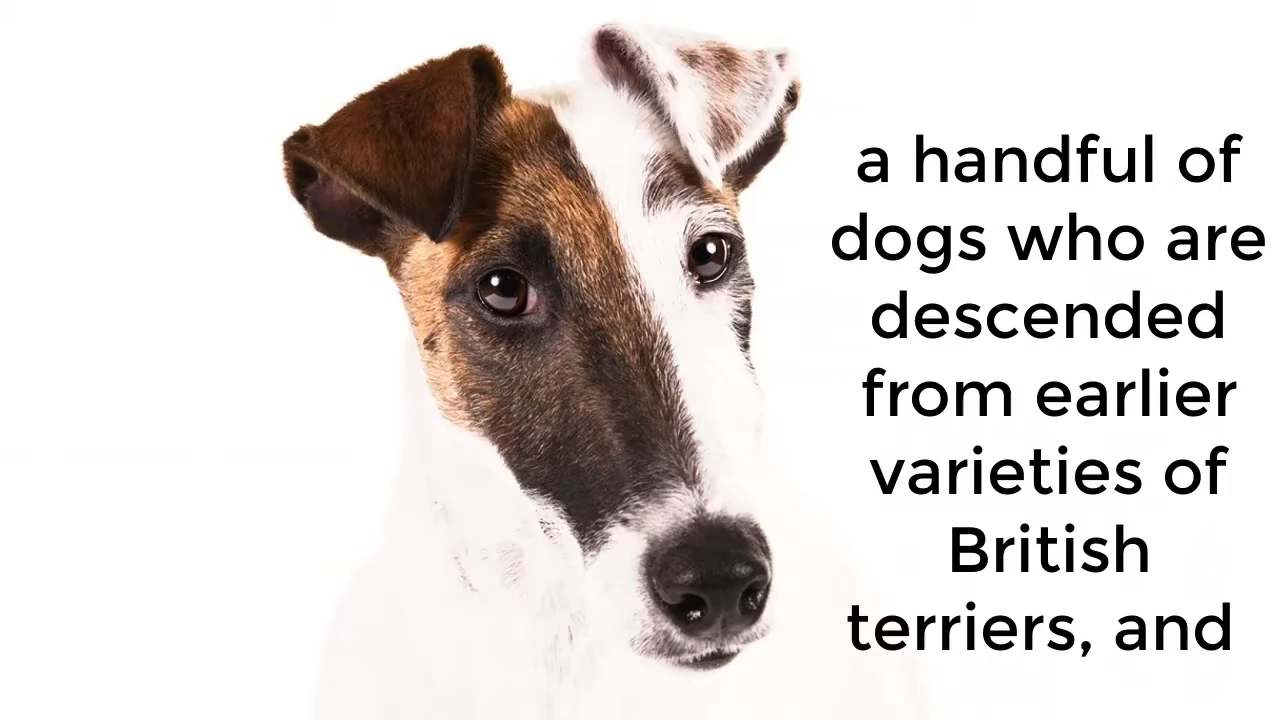 a handful of
dogs who are
descended
from earlier
varieties of
British
terriers, and